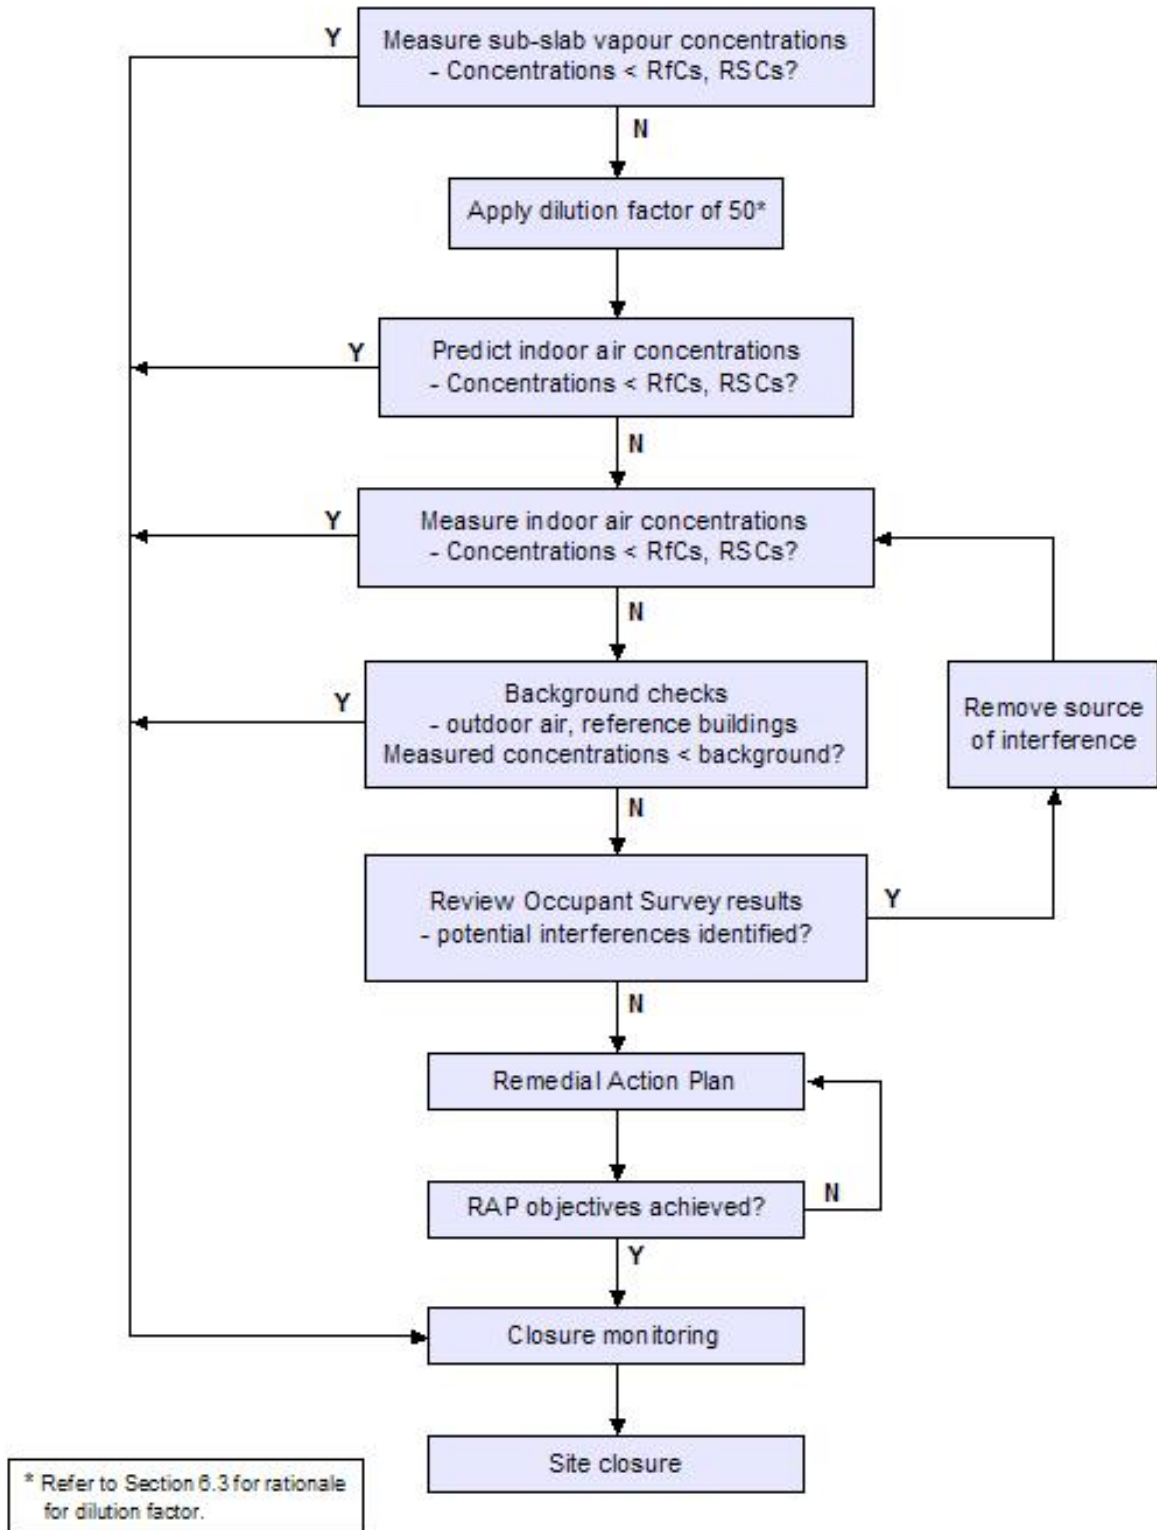 Y
Measure sub-slab vapour concentrations
- Concentrations < RfCs, RSCs?
N
Apply dilution factor of 50*
Y
Predict indoor air concentrations
- Concentrations < RfCs, RSCs?
N
Y
Measure indoor air concentrations
- Concentrations < RfCs, RSCs?
N
Y
Background checks
- outdoor air, reference buildings
Measured concentrations < background?
Remove source
of interference
N
Review Occupant Survey results
- potential interferences identified?
Y
N
Remedial Action Plan
RAP objectives achieved?
N
Y
Closure monitoring
Site closure
* Refer to Section 6.3 for rationale
for dilution factor.